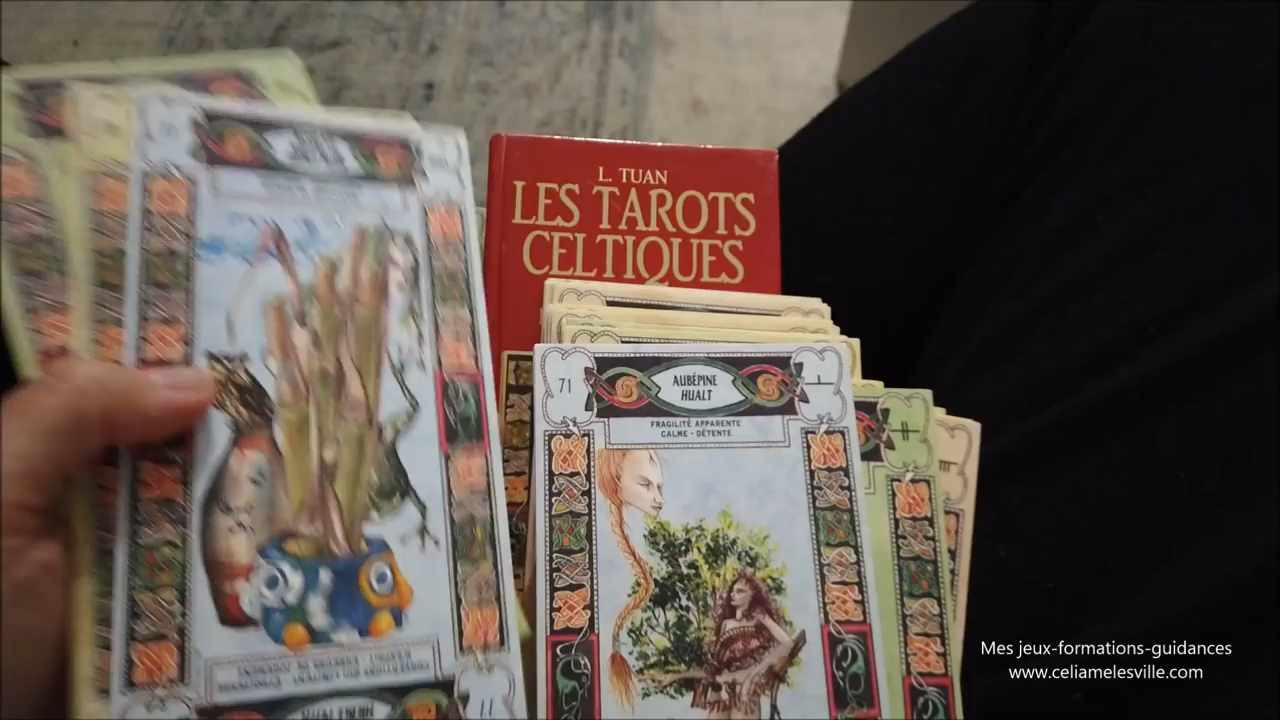 L. TUAN
LES TAROTS
CELTIQUES
71
AUBÉPINE
HUALT
FRAGILITÉ APPARENTE
CALME - DÉTENTE
Mes jeux-formations-guidances
www.celiamelesville.com